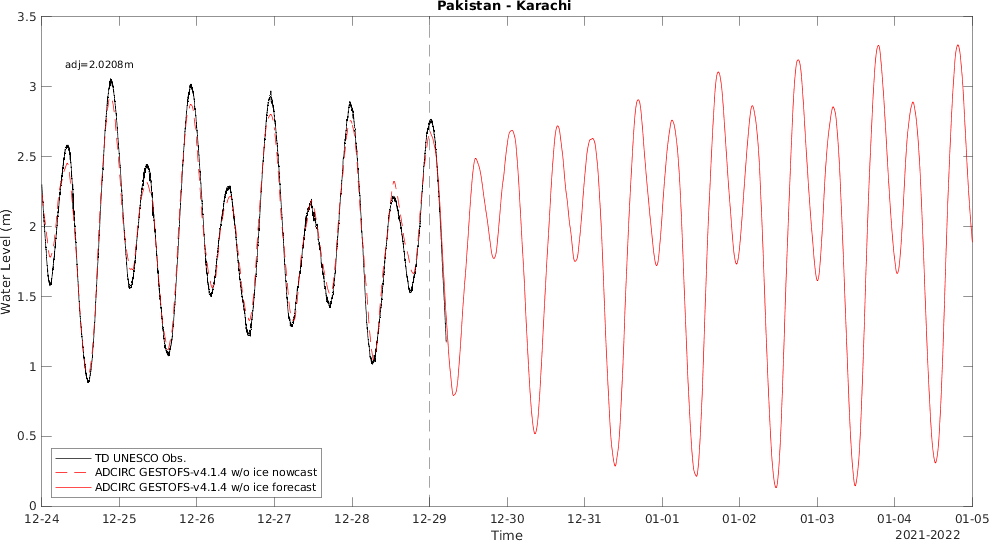 Pakistan - Karachi
adj=2.0208m
3.5
3
2.5
2
1.5
1
0.5
0
Water Level (m)
TD UNESCO Obs.
ADCIRC GESTOFS-v4.1.4 w/o ice nowcast
ADCIRC GESTOFS-v4.1.4 w/o ice forecast
12-24 12-25 12-26 12-27 12-28 12-29 12-30 12-31 01-01 01-02 01-03 01-04 01-05
Time
2021-2022